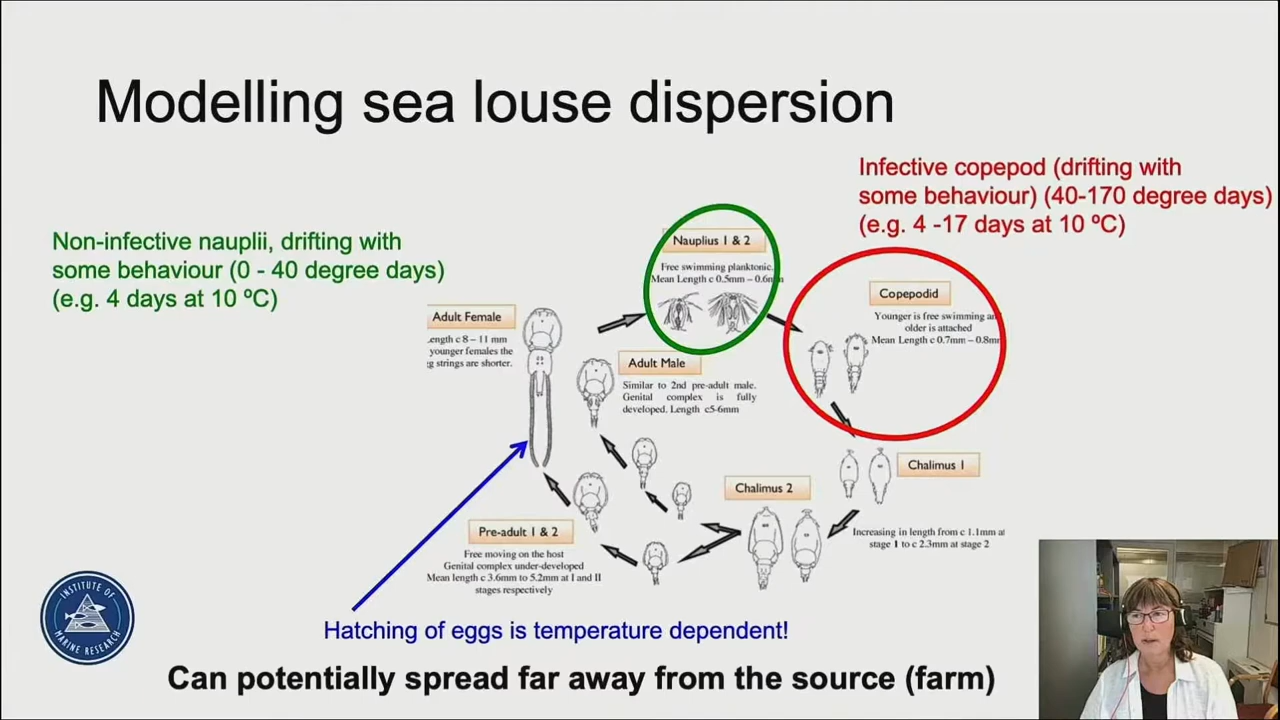 Modelling sea louse dispersion
Infective copepod (drifting with
some behaviour) (40-170 degree days)
(e.g. 4 -17 days at 10 ºC)
Non-infective nauplii, drifting with
some behaviour (0 - 40 degree days)
(e.g. 4 days at 10 ºC)
Nauplius 1 & 2
Free swimming planktonic.
Mean Length c 0.5mm – 0.6m
Copepodid
Younger is free swimming an
older is attached
Mean Length c 0.7mm – 0.8mm
Adult Female
ength c 8 – 11 mm
younger females the
g strings are shorter.
Adult Male
Similar to 2nd pre-adult male.
Genital complex is fully
developed. Length c5-6mm
Chalimus 1
Increasing in length from c 1.1mm at
stage 1 to c 2.3mm at stage 2
Chalimus 2
Pre-adult 1 & 2
Free moving on the host
Genital complex under-developed
Mean length c 3.6mm to 5.2mm at I and II
stages respectively
INSTITUTE OF
MARINE RESEARCH
Hatching of eggs is temperature dependent!
Can potentially spread far away from the source (farm)